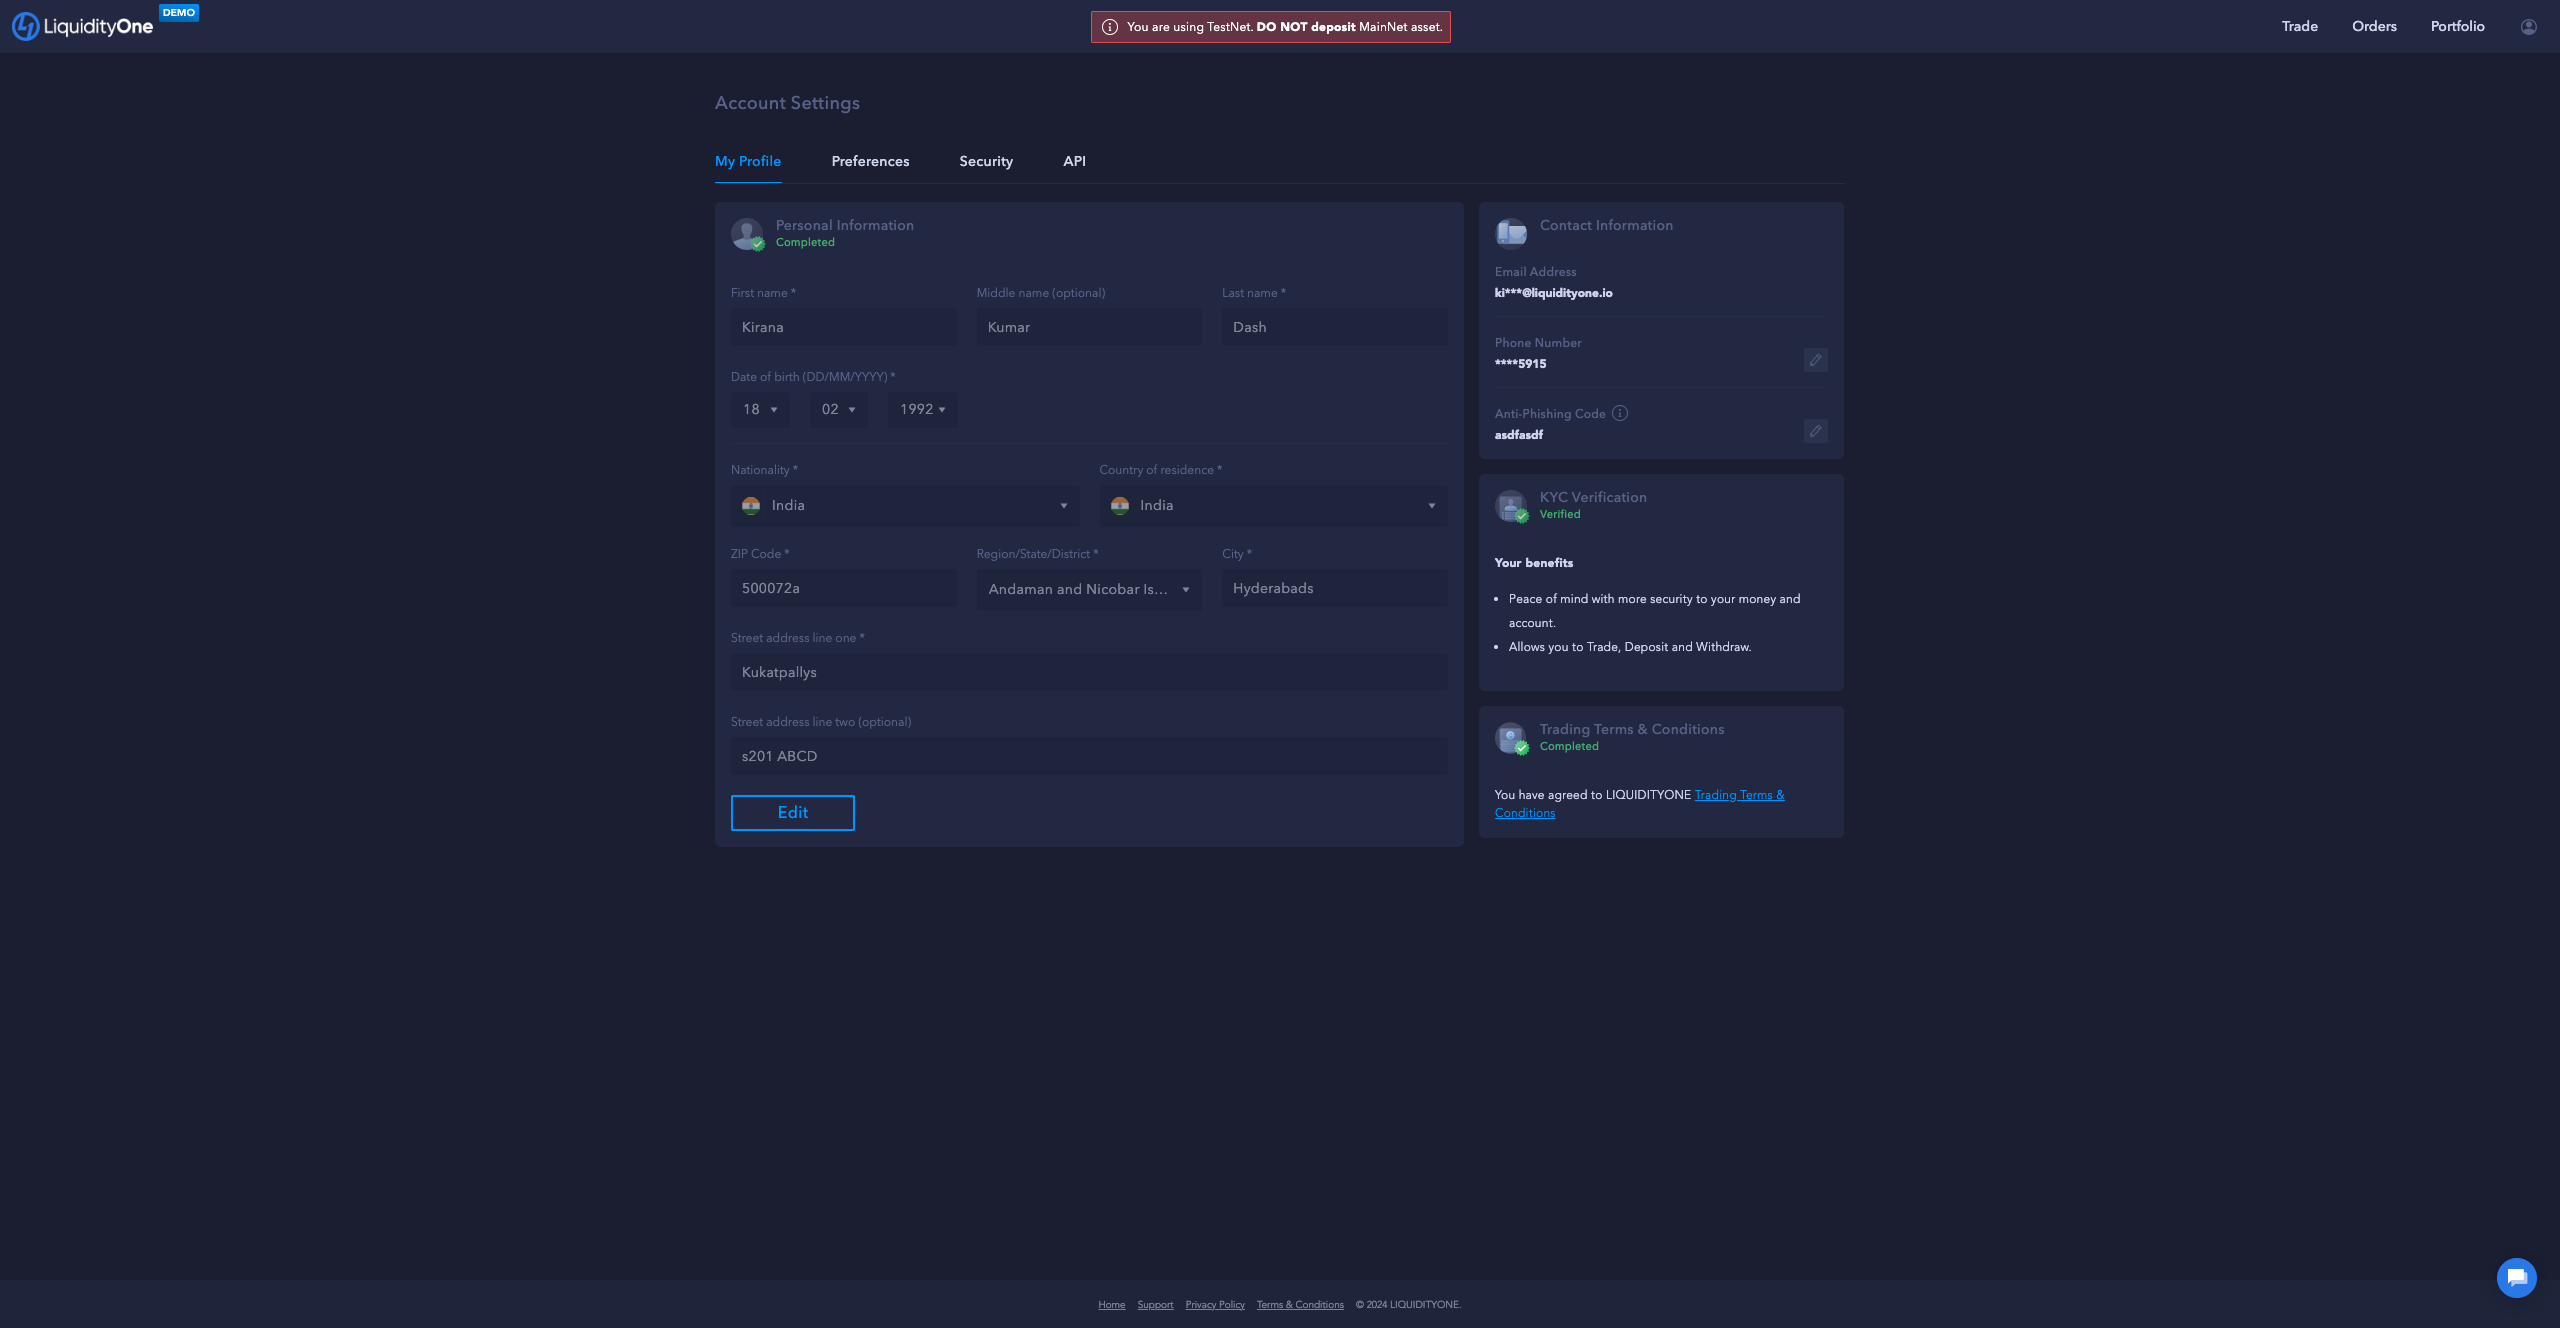 LiquidityOne
DEMO
You are using TestNet. DO NOT deposit MainNet asset.
Trade
Orders
Portfolio
Account Settings
My Profile
Preferences
Security
API
Personal Information
Completed
First name *
Middle name (optional)
Last name *
Kirana
Kumar
Dash
Date of birth (DD/MM/YYYY) *
18
02
1992
Nationality *
Country of residence *
India
India
ZIP Code *
Region/State/District *
City *
500072a
Andaman and Nicobar Is...
Hyderabads
Street address line one *
Kukatpallys
Street address line two (optional)
s201 ABCD
Edit
Contact Information
Email Address
ki***@liquidityone.io
Phone Number
****5915
Anti-Phishing Code
asdfasdf
KYC Verification
Verified
Your benefits
• Peace of mind with more security to your money and
account.
• Allows you to Trade, Deposit and Withdraw.
Trading Terms & Conditions
Completed
You have agreed to LIQUIDITYONE Trading Terms &
Conditions
Home
Support
Privacy Policy
Terms & Conditions
© 2024 LIQUIDITYONE.